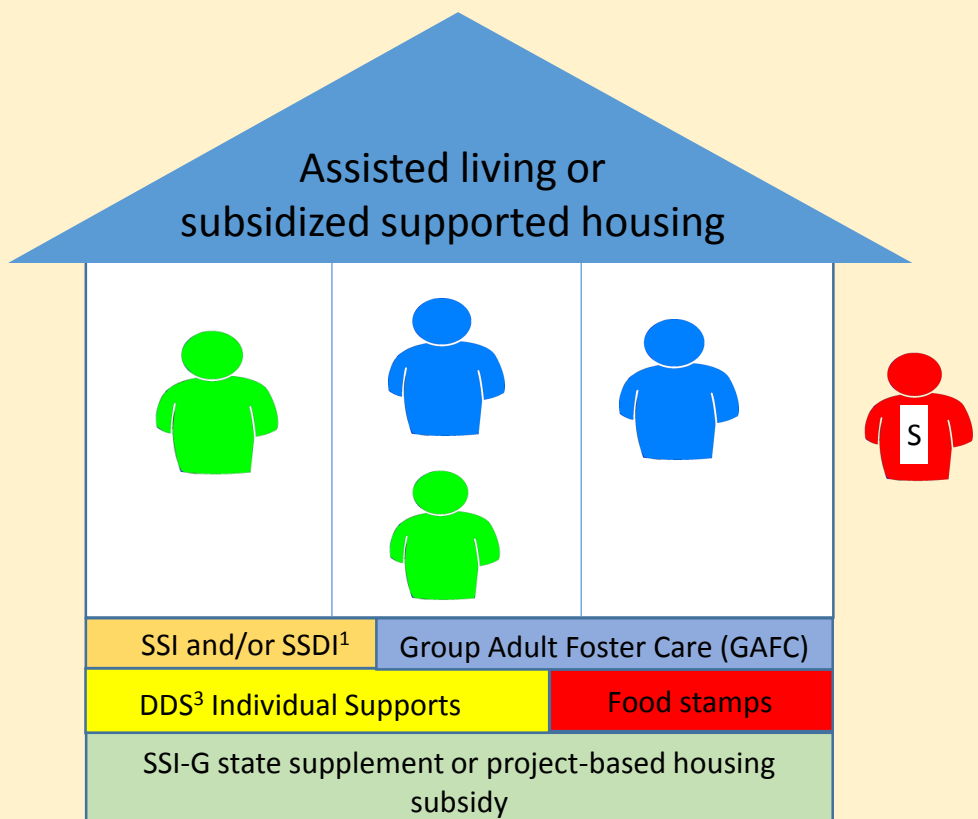 Assisted living or
subsidized supported housing
S
SSI and/or SSDI¹
Group Adult Foster Care (GAFC)
DDS³ Individual Supports
Food stamps
SSI-G state supplement or project-based housing
subsidy